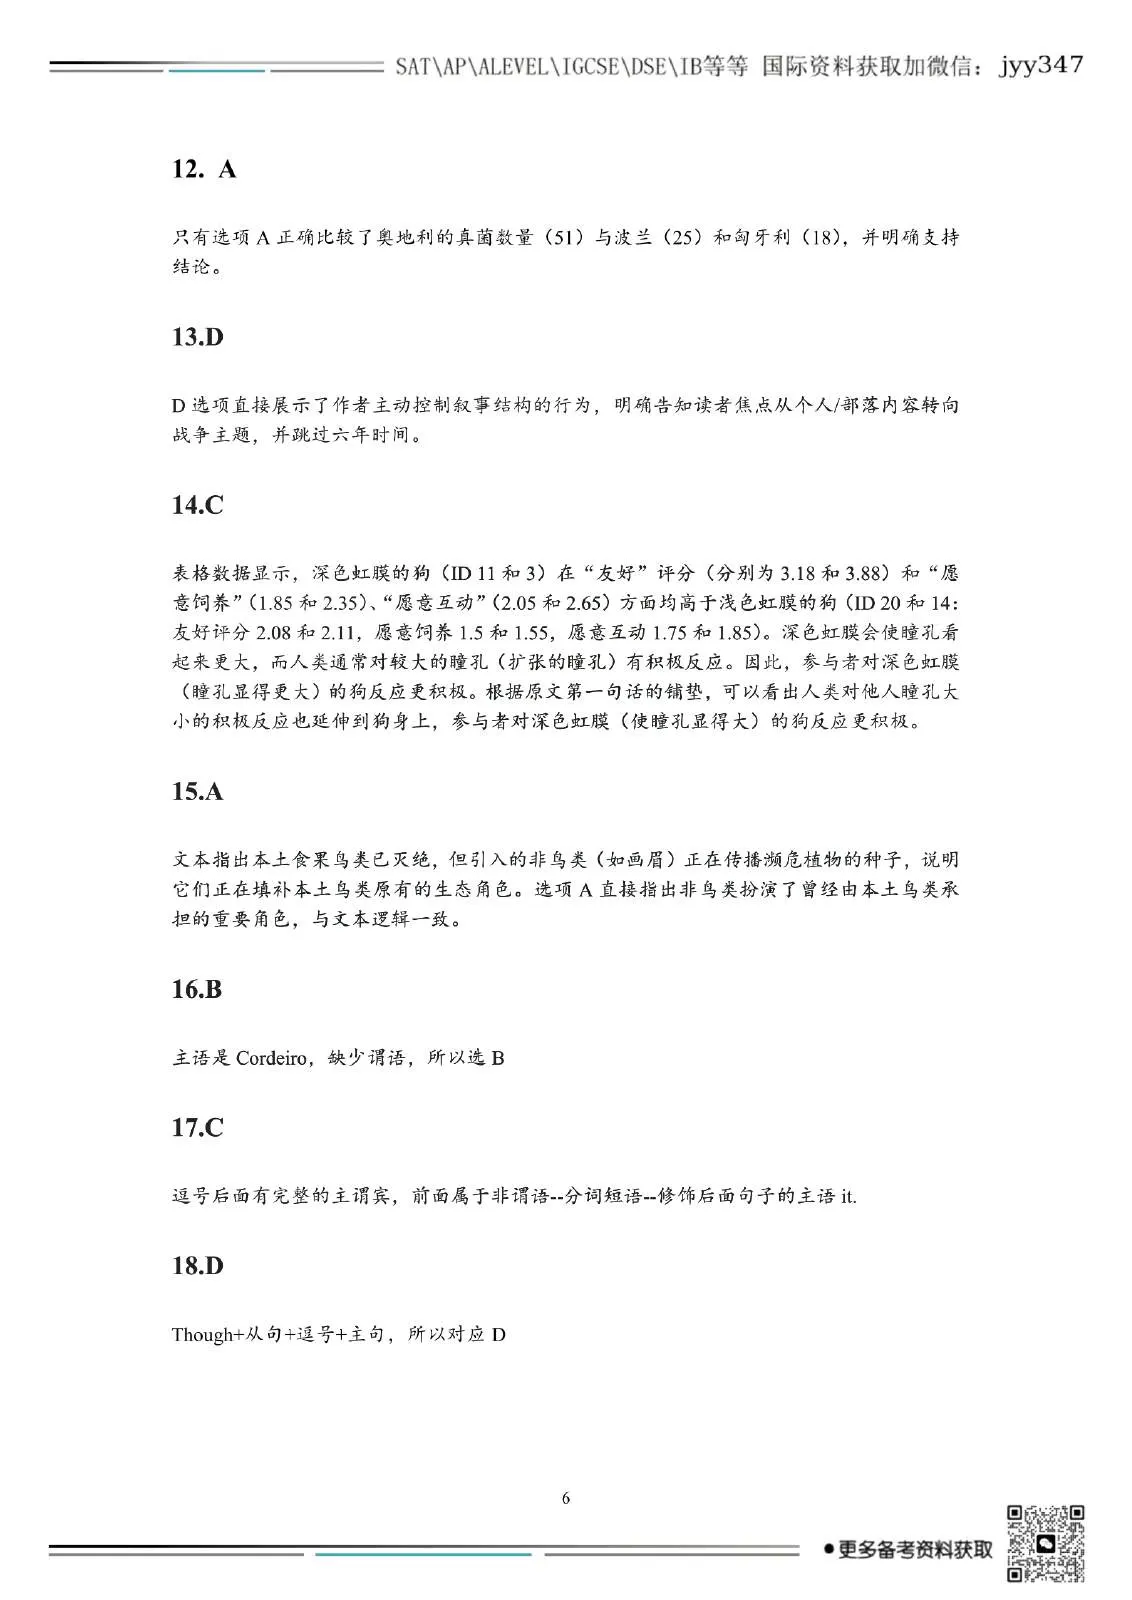 SAT\AP\ALEVEL\IGCSE\DSE\IB等等 国际资料获取加微信：jyy347
12. A
只有选项 A 正确比较了奥地利的真菌数量（51）与波兰（25）和匈牙利（18），并明确支持
结论。
13.D
D 选项直接展示了作者主动控制叙事结构的行为，明确告知读者焦点从个人/部落内容转向
战争主题，并跳过六年时间。
14.C
表格数据显示，深色虹膜的狗（ID 11 和 3）在“友好”评分（分别为 3.18 和 3.88）和“愿
意饲养”（1.85 和 2.35）、“愿意互动”（2.05 和 2.65）方面均高于浅色虹膜的狗（ID 20 和 14：
友好评分 2.08 和 2.11，愿意饲养 1.5 和 1.55，愿意互动 1.75 和 1.85）。深色虹膜会使瞳孔看
起来更大，而人类通常对较大的瞳孔（扩张的瞳孔）有积极反应。因此，参与者对深色虹膜
（瞳孔显得更大）的狗反应更积极。根据原文第一句话的铺垫，可以看出人类对他人瞳孔大
小的积极反应也延伸到狗身上，参与者对深色虹膜（使瞳孔显得大）的狗反应更积极。
15.A
文本指出本土食果鸟类已灭绝，但引入的非鸟类（如画眉）正在传播濒危植物的种子，说明
它们正在填补本土鸟类原有的生态角色。选项 A 直接指出非鸟类扮演了曾经由本土鸟类承
担的重要角色，与文本逻辑一致。
16.B
主语是 Cordeiro，缺少谓语，所以选 B
17.C
逗号后面有完整的主谓宾，前面属于非谓语--分词短语--修饰后面句子的主语 it.
18.D
Though+从句+逗号+主句，所以对应 D
6
●更多备考资料获取